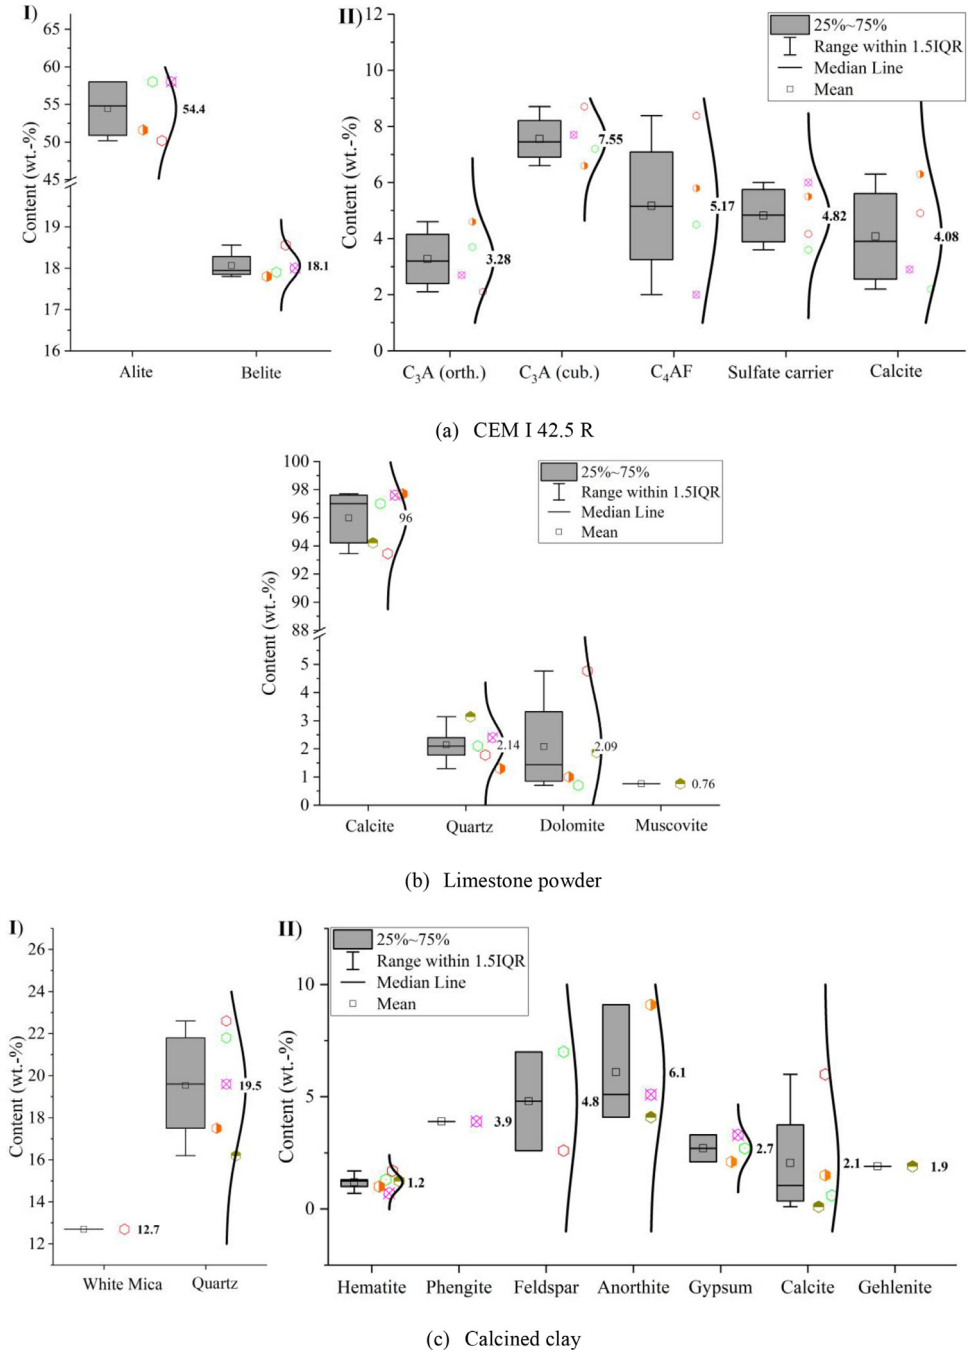 I)
Content (wt.-%)
65
60
55
50
45
19
18
17
16
54.4
18.1
Alite
Belite
II)
Content (wt.-%)
12
9
6
4
2
0
25%~75%
Range within 1.5IQR
Median Line
Mean
3.28
7.55
5.17
4.82
4.08
C3A (orth.)
C3A (cub.)
C4AF
Sulfate carrier
Calcite
(a) CEM I 42.5 R
Content (wt.-%)
100
98
96
94
92
90
88
5
4
3
2
1
0
25%~75%
Range within 1.5IQR
Median Line
Mean
96
2.14
2.09
0.76
Calcite
Quartz
Dolomite
Muscovite
(b) Limestone powder
I)
Content (wt.-%)
26
24
22
20
18
16
14
12
19.5
12.7
White Mica
Quartz
II)
Content (wt.-%)
10
5
0
25%~75%
Range within 1.5IQR
Median Line
Mean
1.2
3.9
4.8
6.1
2.7
2.1
1.9
Hematite
Phengite
Feldspar
Anorthite
Gypsum
Calcite
Gehlenite
(c) Calcined clay